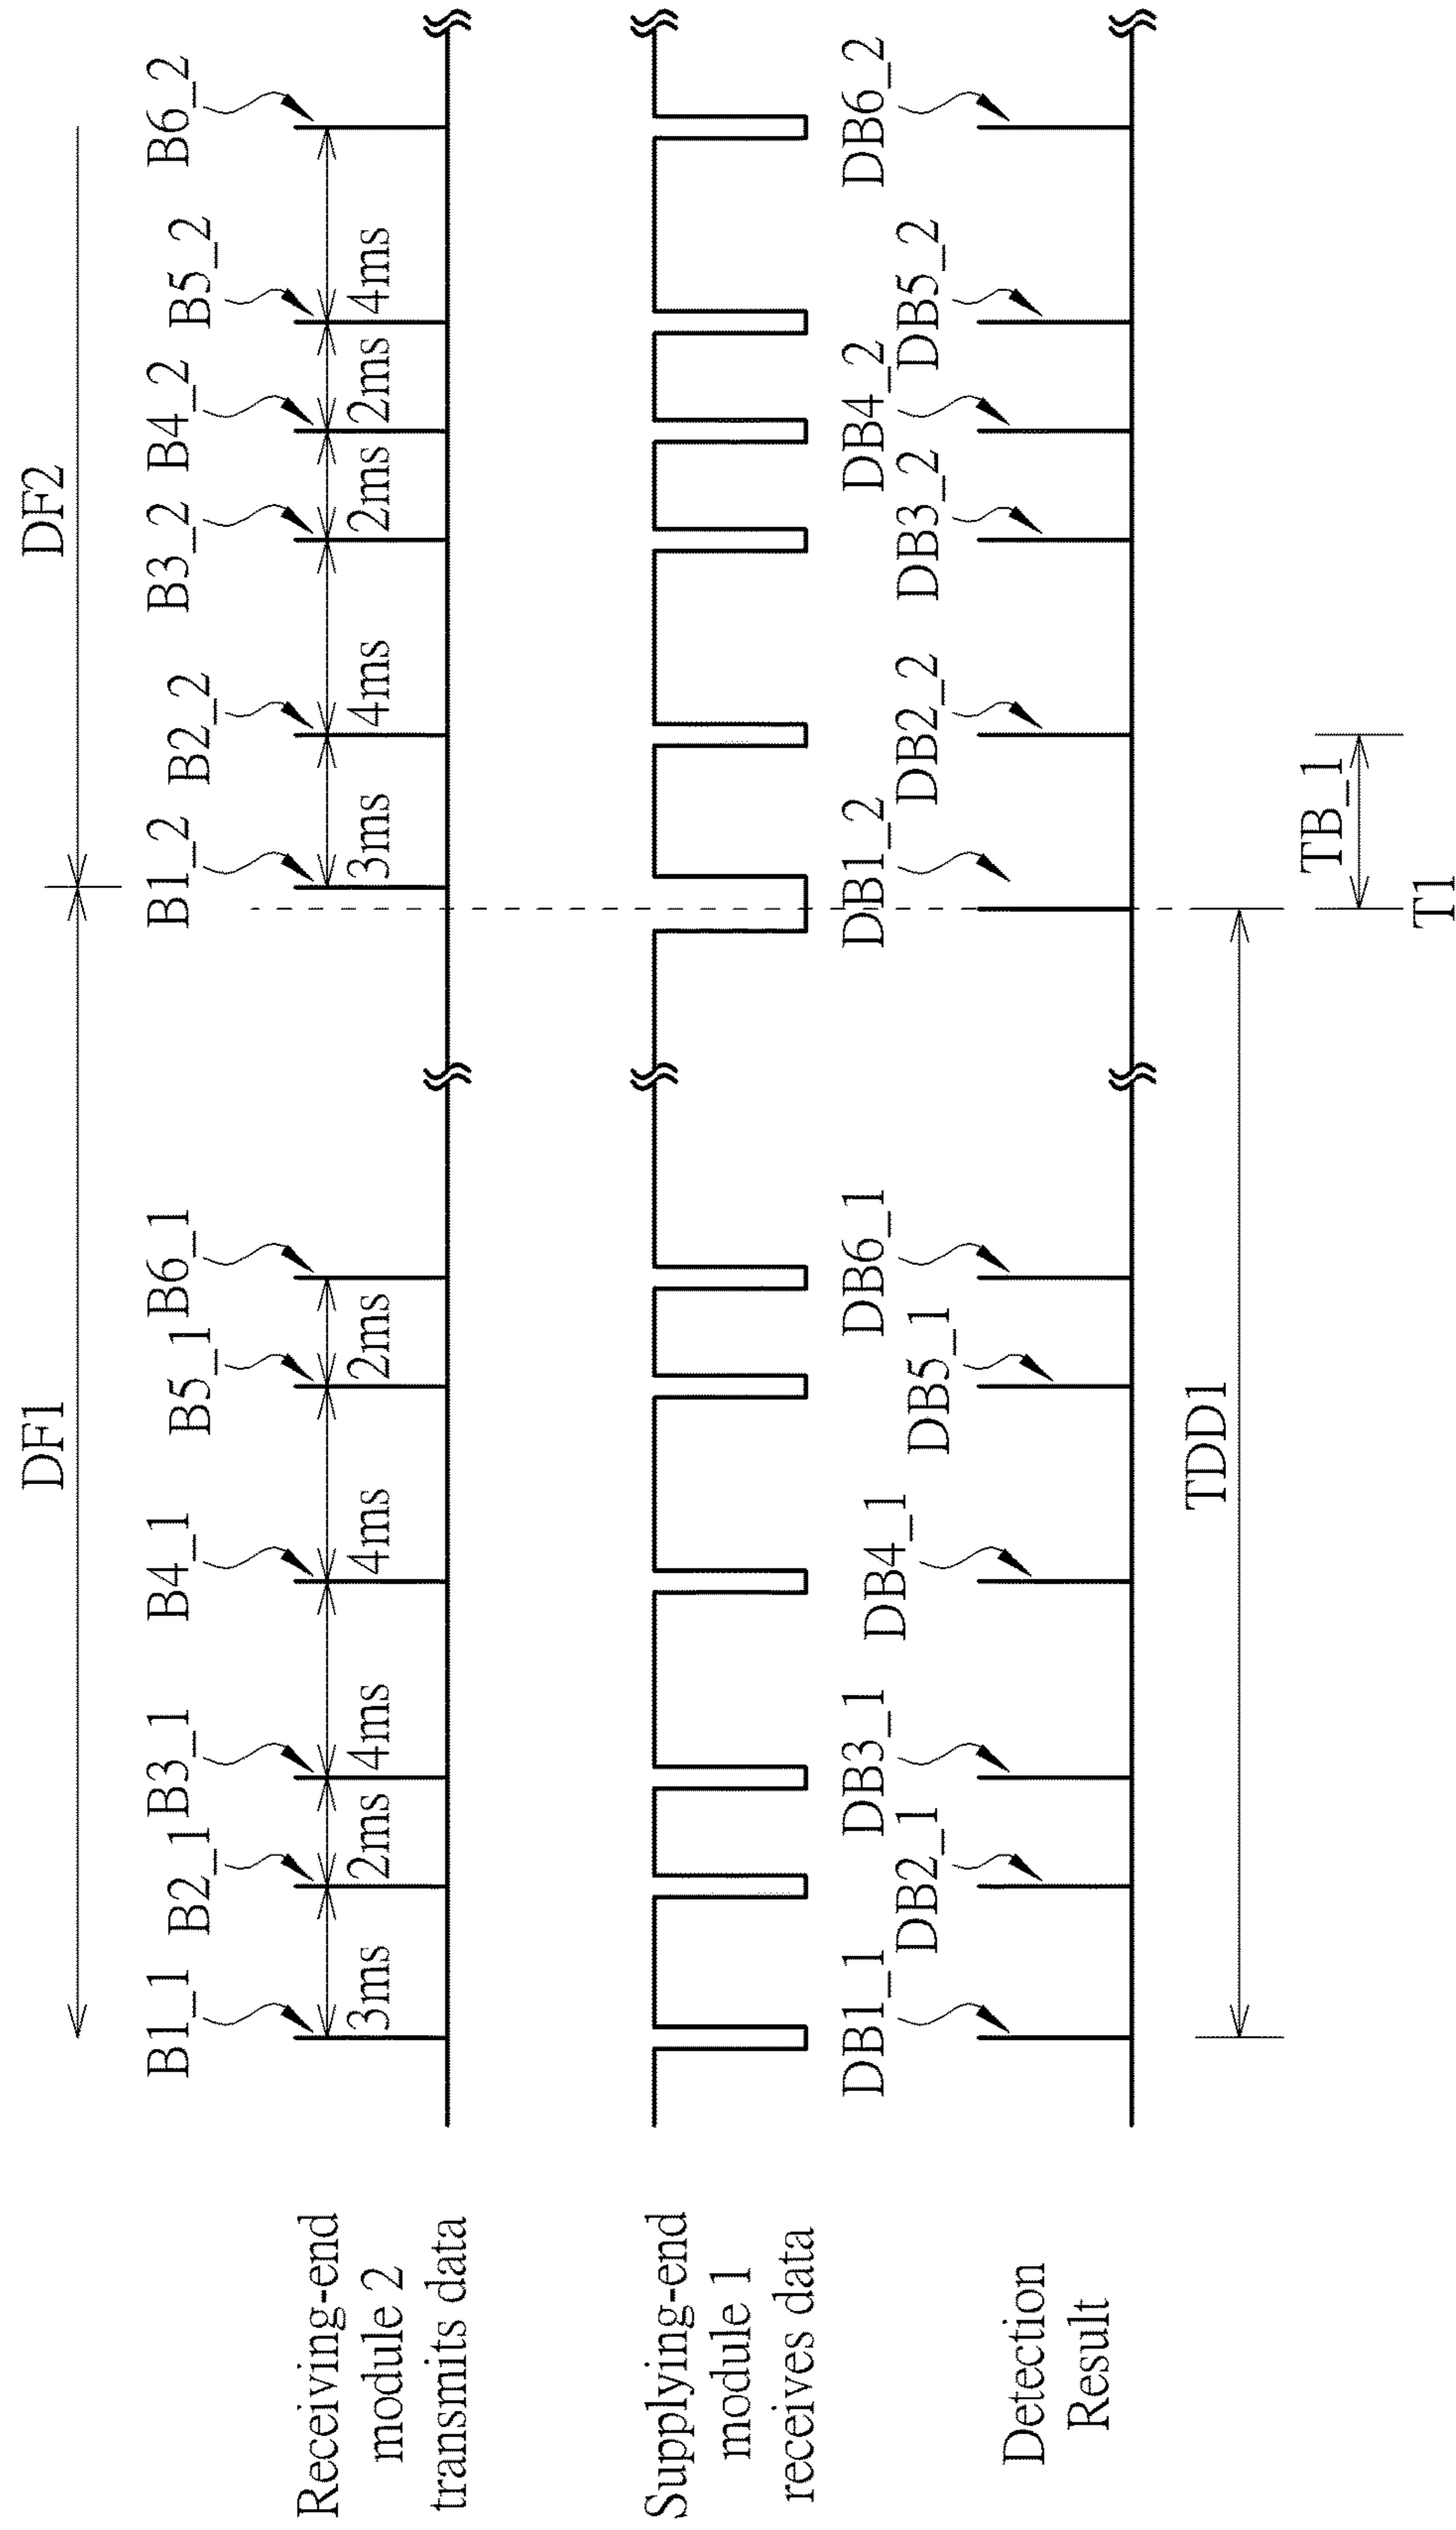 DF1
DF2
B1_1
B2_1
B3_1
B4_1
B5_1
B6_1
B1_2
B2_2
B3_2
B4_2
B5_2
B6_2
Receiving-end
module 2
transmits data
3ms
2ms
4ms
4ms
2ms
3ms
4ms
2ms
2ms
4ms
Supplying-end
module 1
receives data
DB1_1
DB2_1
DB3_1
DB4_1
DB5_1
DB6_1
DB1_2
DB2_2
DB3_2
DB4_2
DB5_2
DB6_2
Detection
Result
TDD1
TB_1
T1